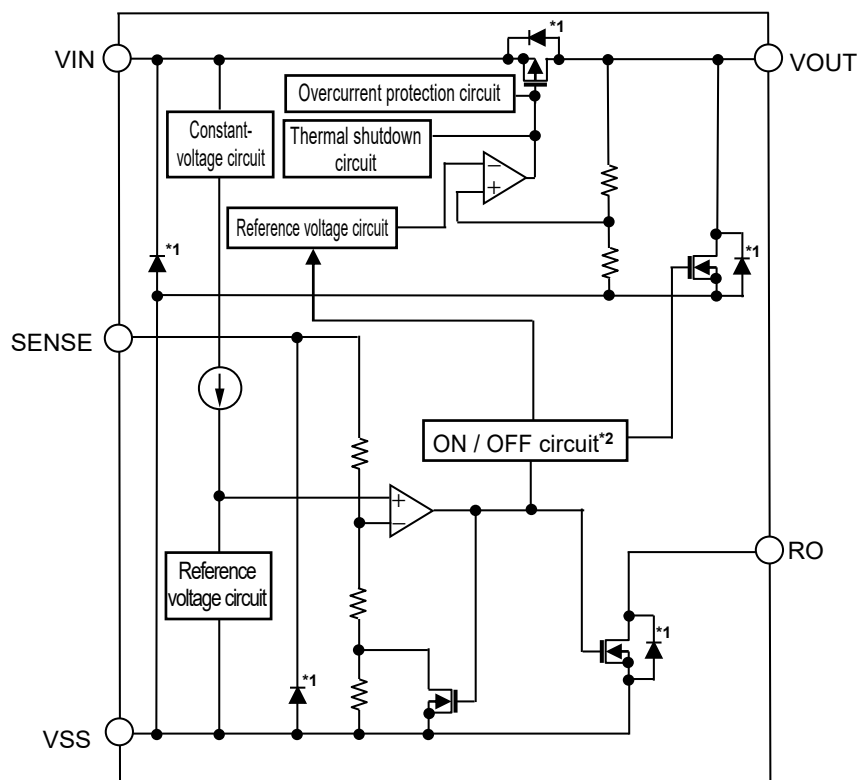 *1
VIN
VOUT
Overcurrent protection circuit
Constant-
voltage circuit
Thermal shutdown
circuit
−
+
Reference voltage circuit
*1
*1
SENSE
ON / OFF circuit*2
+
−
RO
Reference
voltage circuit
*1
*1
VSS